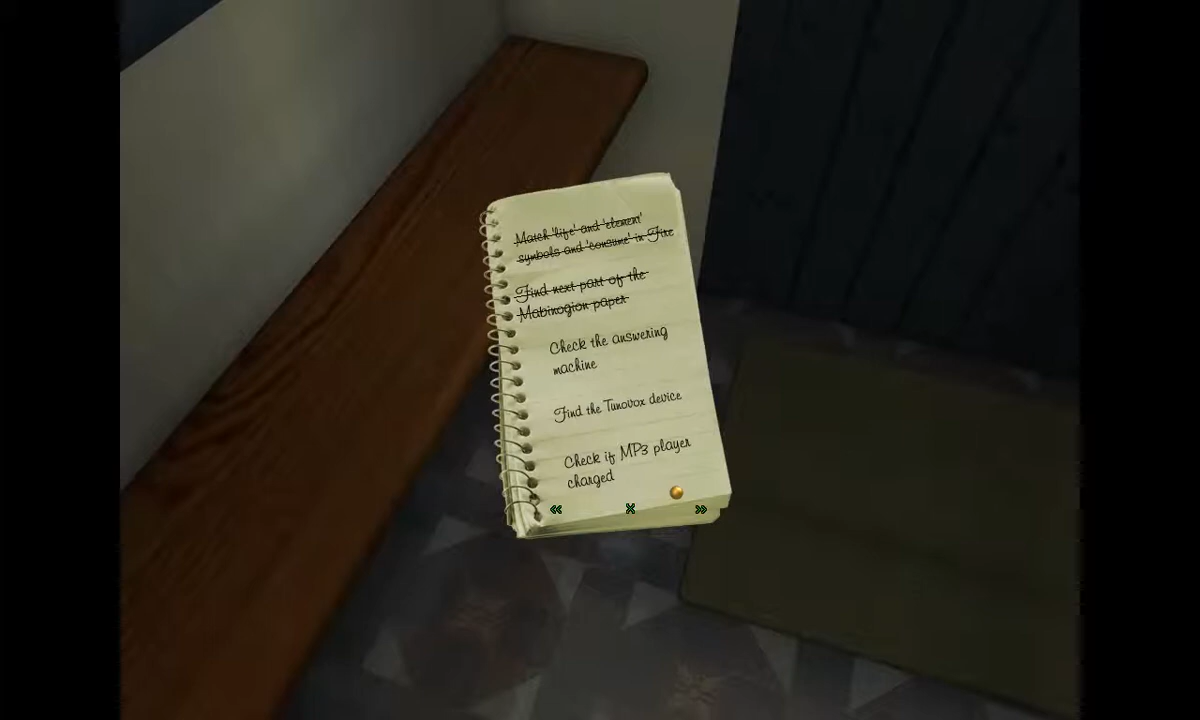 Match 'life' and 'element'
symbols and 'consume' in Fire
Find next part of the
Mabinogion paper
Check the answering
machine
Find the Tunovox device
Check if MP3 player
charged
« × »